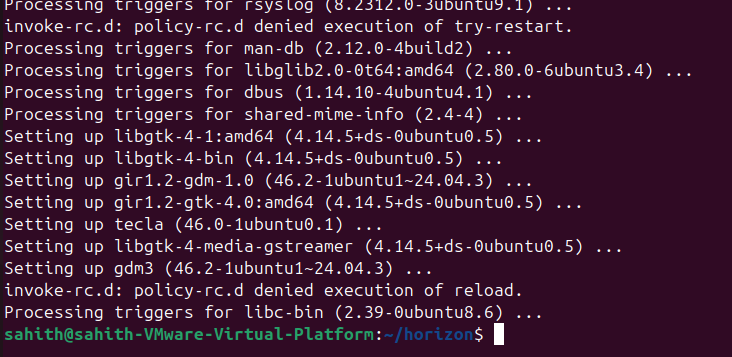 Processing triggers for rsyslog (8.2312.0-3ubuntu9.1) ...
invoke-rc.d: policy-rc.d denied execution of try-restart.
Processing triggers for man-db (2.12.0-4build2) ...
Processing triggers for libglib2.0-0t64:amd64 (2.80.0-6ubuntu3.4) ...
Processing triggers for dbus (1.14.10-4ubuntu4.1) ...
Processing triggers for shared-mime-info (2.4-4) ...
Setting up libgtk-4-1:amd64 (4.14.5+ds-0ubuntu0.5) ...
Setting up libgtk-4-bin (4.14.5+ds-0ubuntu0.5) ...
Setting up gir1.2-gdm-1.0 (46.2-1ubuntu1~24.04.3) ...
Setting up gir1.2-gtk-4.0:amd64 (4.14.5+ds-0ubuntu0.5) ...
Setting up tecla (46.0-1ubuntu0.1) ...
Setting up libgtk-4-media-gstreamer (4.14.5+ds-0ubuntu0.5) ...
Setting up gdm3 (46.2-1ubuntu1~24.04.3) ...
invoke-rc.d: policy-rc.d denied execution of reload.
Processing triggers for libc-bin (2.39-0ubuntu8.6) ...
sahith@sahith-VMware-Virtual-Platform:~/horizon$